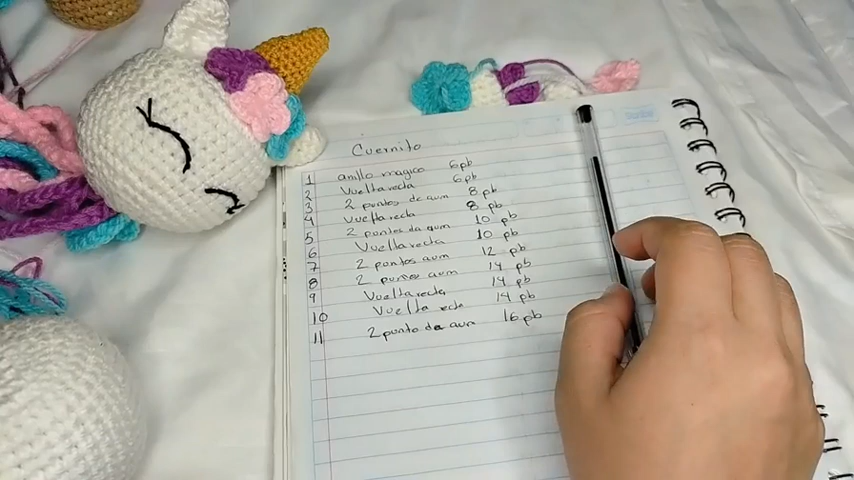 Cuernito
1 anillo magico 6pb
2 Vuelta recta 6pb
3 2 puntos de aum 8 pb
4 Vuelta recta 8 pb
5 2 puntos de aum 10 pb
6 Vuelta recta 10 pb
7 2 puntos aum 12 pb
8 2 puntos aum 14 pb
9 Vuelta recta 14 pb
10 Vuelta recta 14 pb
11 2 punto de aum 16 pb